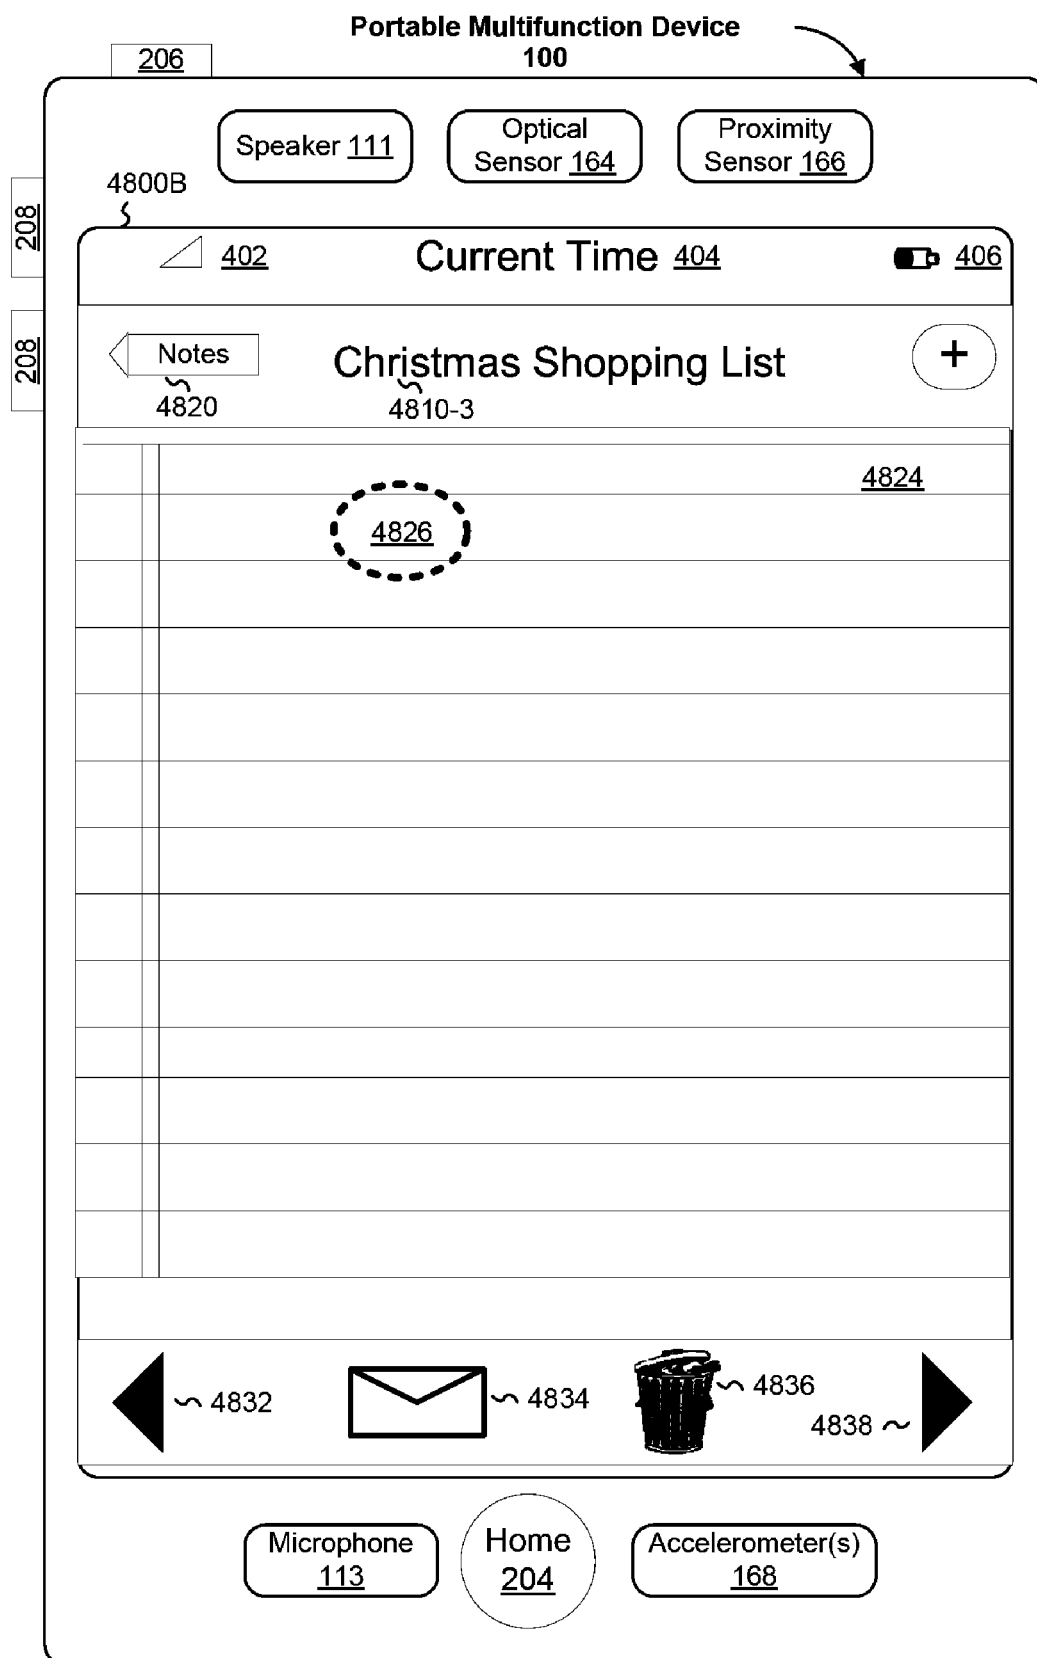 Portable Multifunction Device
100
206
Speaker 111
Optical
Sensor 164
Proximity
Sensor 166
4800B
208
402
Current Time 404
406
208
Notes
Christmas Shopping List
+
4820
4810-3
4824
4826
4832
4834
4836
4838
Microphone
113
Home
204
Accelerometer(s)
168